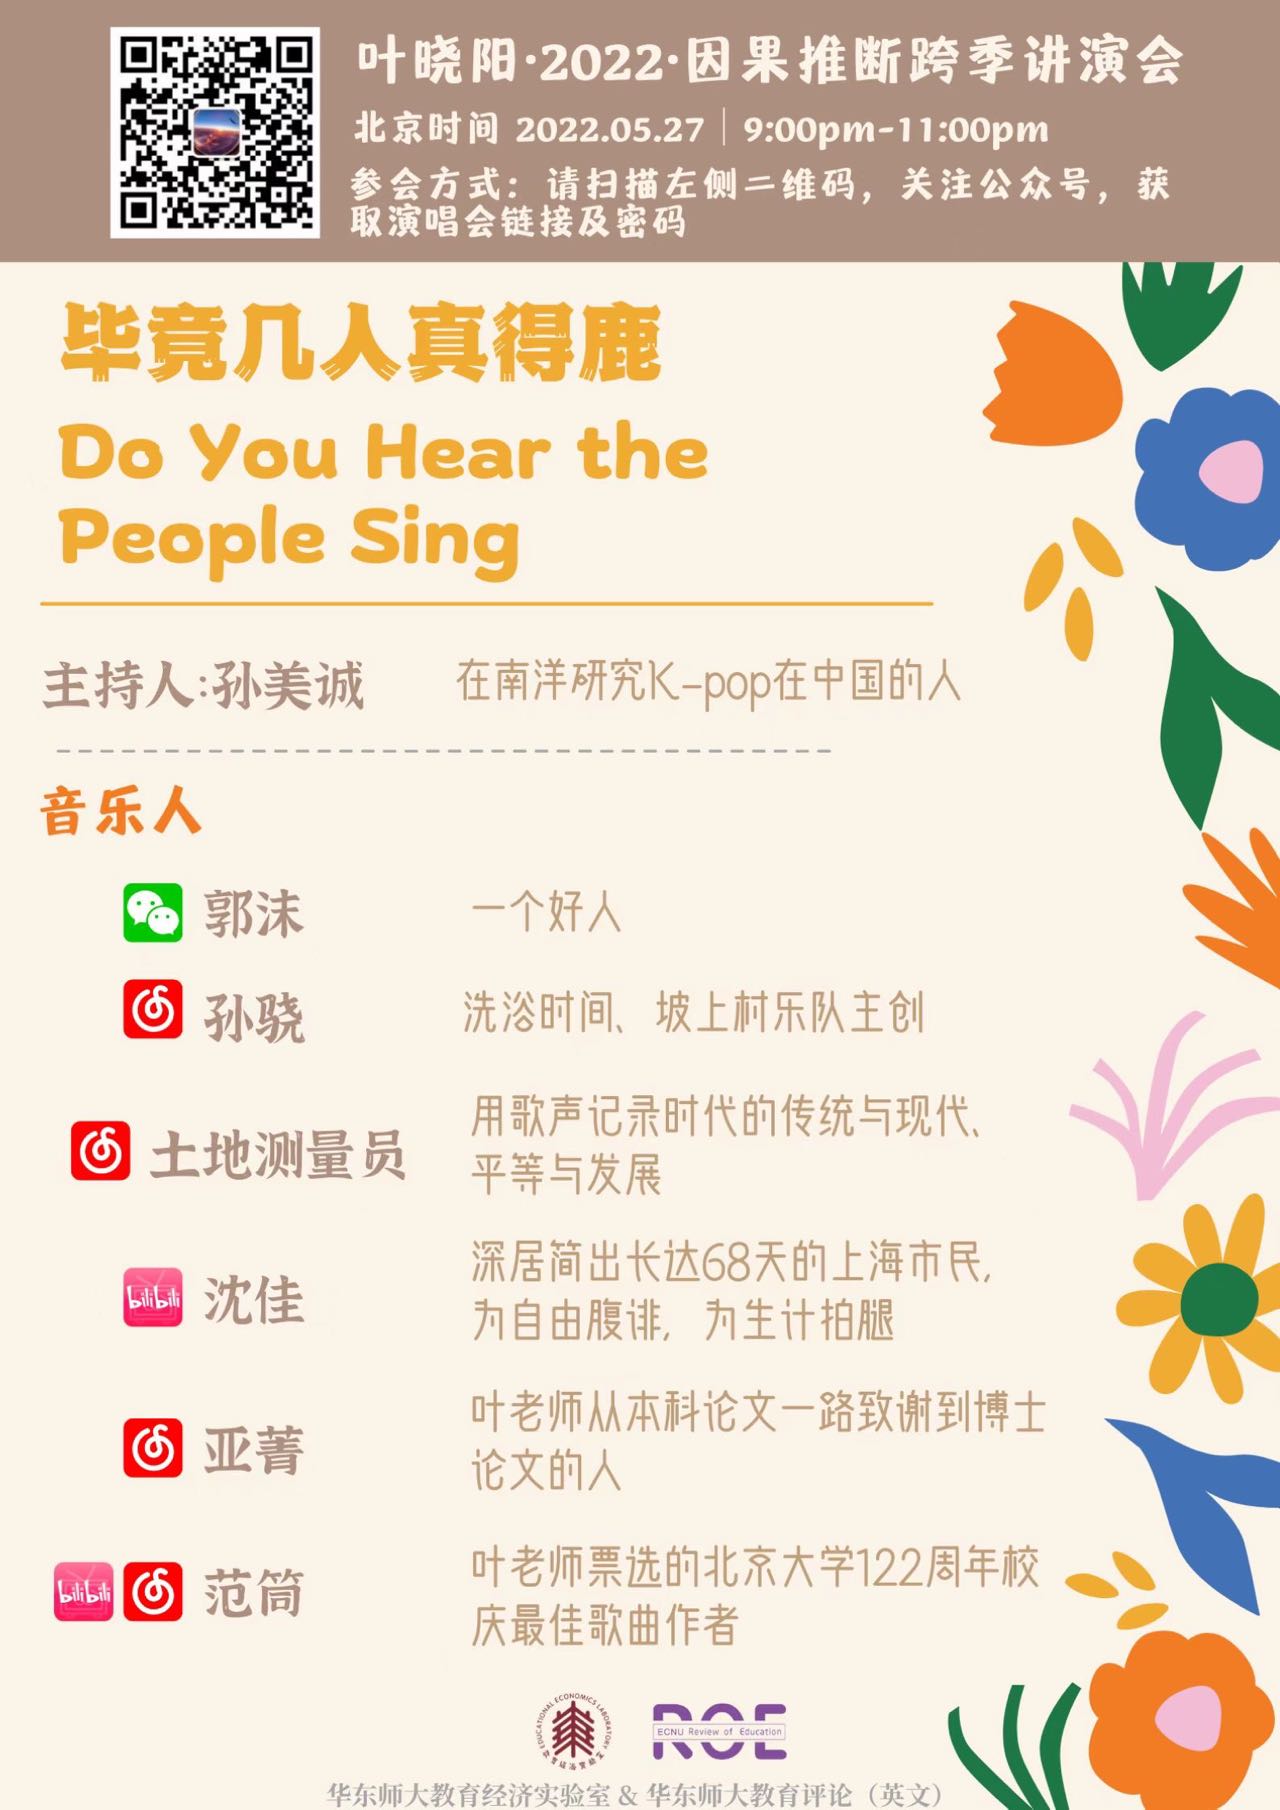 叶晓阳·2022·因果推断跨季讲演会
北京时间 2022.05.27｜9:00pm-11:00pm
参会方式：请扫描左侧二维码，关注公众号，获
取演唱会链接及密码
毕竟几人真得鹿
Do You Hear the
People Sing
主持人:孙美诚
在南洋研究K-pop在中国的人
音乐人
郭沫
一个好人
孙骁
洗浴时间、坡上村乐队主创
土地测量员
用歌声记录时代的传统与现代、
平等与发展
bilibili
沈佳
深居简出长达68天的上海市民,
为自由腹诽，为生计拍腿
亚菁
叶老师从本科论文一路致谢到博士
论文的人
bilibili
范筒
叶老师票选的北京大学122周年校
庆最佳歌曲作者
EDUCATIONAL ECONOMICS LABORATORY
教育经济实验室
ROE
ECNU Review of Education
华东师大教育经济实验室 & 华东师大教育评论（英文）